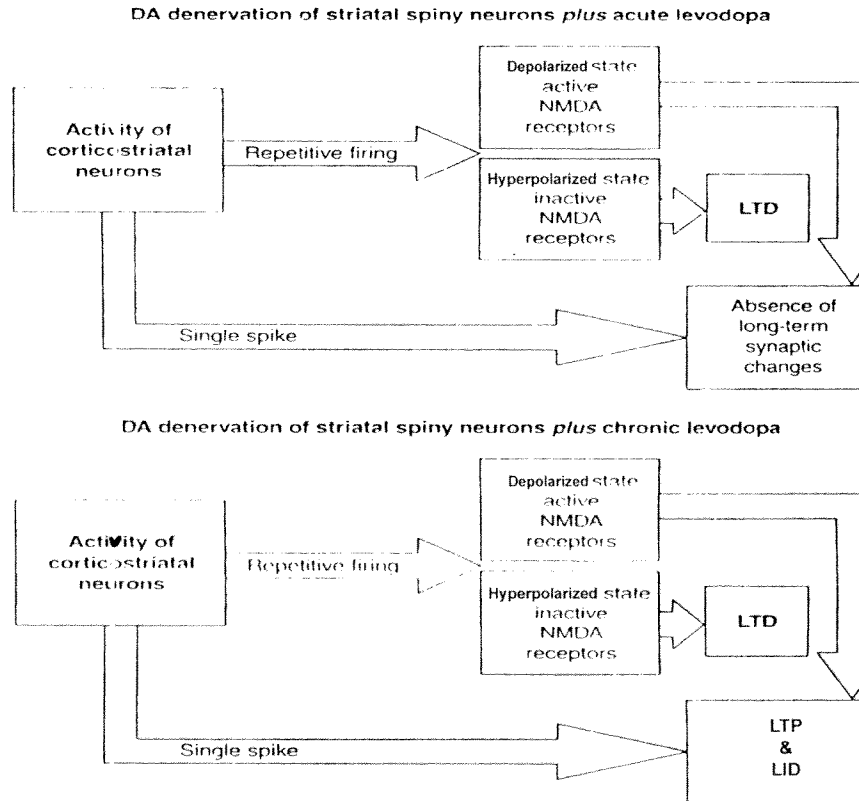 DA denervation of striatal spiny neurons plus acute levodopa
Activity of
corticostriatal
neurons
Repetitive firing
Depolarized state
active
NMDA
receptors
Hyperpolarized state
inactive
NMDA
receptors
LTD
Single spike
Absence of
long-term
synaptic
changes
DA denervation of striatal spiny neurons plus chronic levodopa
Activity of
corticostriatal
neurons
Repetitive firing
Depolarized state
active
NMDA
receptors
Hyperpolarized state
inactive
NMDA
receptors
LTD
Single spike
LTP
&
LID